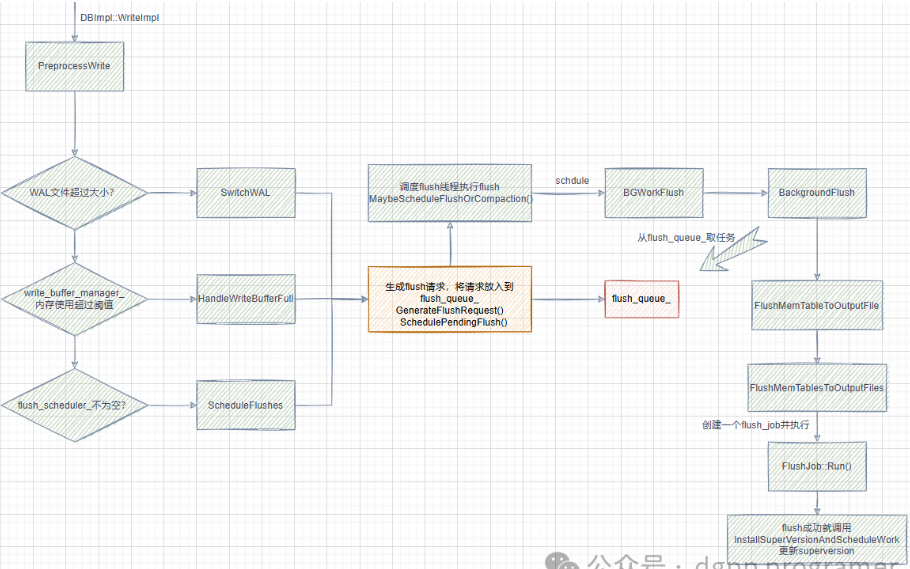 DBImpl::WriteImpl
PreprocessWrite
WAL文件超过大小?
SwitchWAL
write_buffer_manager_
内存使用超过阈值
HandleWriteBufferFull
flush_scheduler_不为空?
ScheduleFlushes
调度flush线程执行flush
MaybeScheduleFlushOrCompaction()
生成flush请求，将请求放入到
flush_queue_
GenerateFlushRequest()
SchedulePendingFlush()
schdule
BGWorkFlush
BackgroundFlush
从flush_queue_取任务
flush_queue_
FlushMemTableToOutputFile
FlushMemTablesToOutputFiles
创建一个flush_job并执行
FlushJob::Run()
flush成功就调用
InstallSuperVersionAndScheduleWork
更新superversion
公众号：dgpp programer